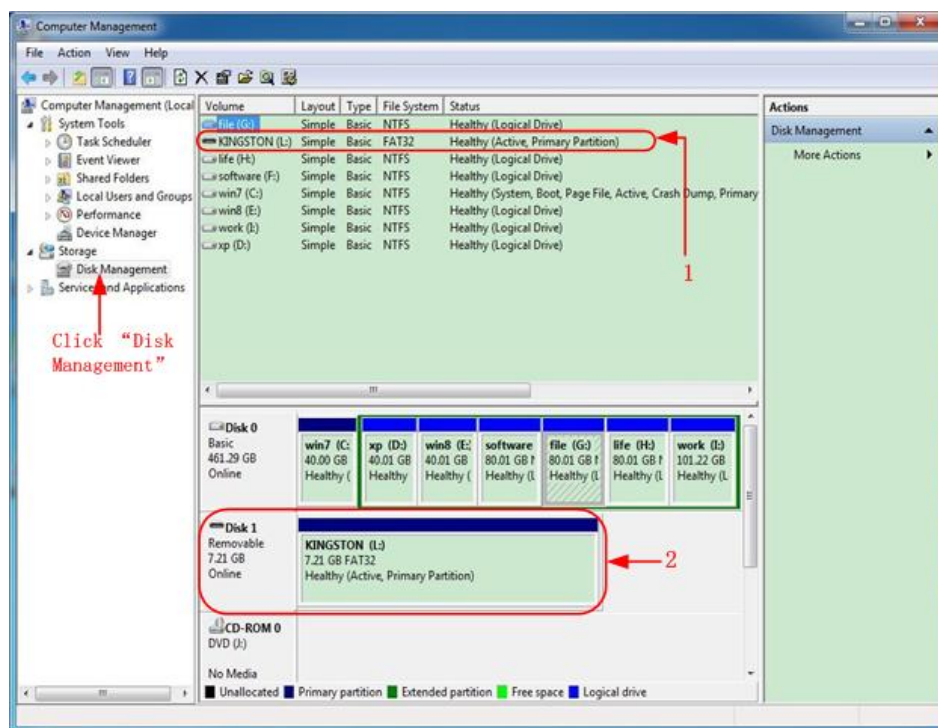 Computer Management
File Action View Help
Computer Management (Local
System Tools
Task Scheduler
Event Viewer
Shared Folders
Local Users and Groups
Performance
Device Manager
Storage
Disk Management
Services and Applications
Click “Disk
Management”
Volume Layout Type File System Status
file (G:) Simple Basic NTFS Healthy (Logical Drive)
KINGSTON (L:) Simple Basic FAT32 Healthy (Active, Primary Partition)
life (H:) Simple Basic NTFS Healthy (Logical Drive)
software (F:) Simple Basic NTFS Healthy (Logical Drive)
win7 (C:) Simple Basic NTFS Healthy (System, Boot, Page File, Active, Crash Dump, Primary
win8 (E:) Simple Basic NTFS Healthy (Logical Drive)
work (I:) Simple Basic NTFS Healthy (Logical Drive)
xp (D:) Simple Basic NTFS Healthy (Logical Drive)
1
Disk 0
Basic
461.29 GB
Online
win7 (C:
40.00 GB
Healthy (
xp (D:)
40.01 GB
Healthy
win8 (E:
40.01 GB
Healthy (
software
80.01 GB
Healthy (L
file (G:)
80.01 GB
Healthy (L
life (H:)
80.01 GB
Healthy (L
work (I:)
101.22 GB
Healthy (L
Disk 1
Removable
7.21 GB
Online
KINGSTON (L:)
7.21 GB FAT32
Healthy (Active, Primary Partition)
2
CD-ROM 0
DVD (J:)
No Media
Unallocated Primary partition Extended partition Free space Logical drive
Actions
Disk Management
More Actions